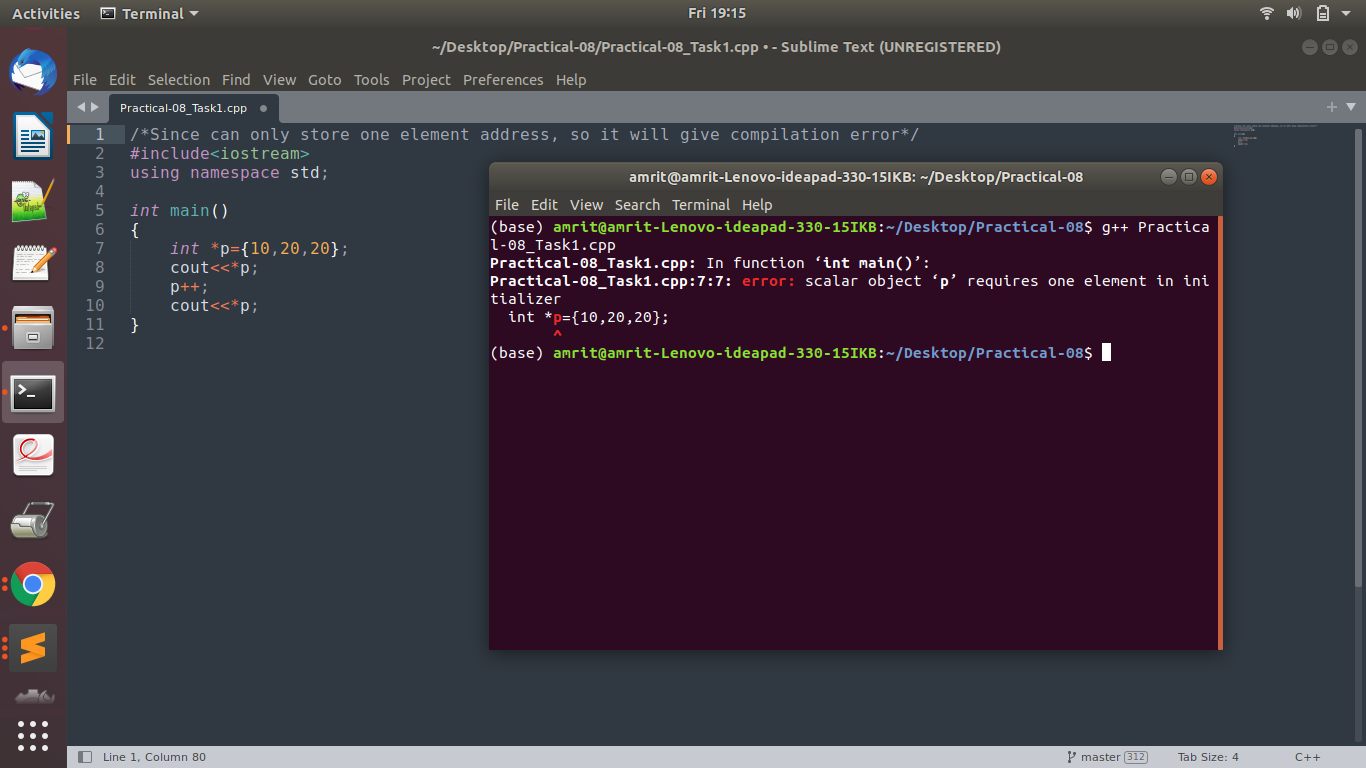 Activities Terminal Fri 19:15
~/Desktop/Practical-08/Practical-08_Task1.cpp • - Sublime Text (UNREGISTERED)
File Edit Selection Find View Goto Tools Project Preferences Help
Practical-08_Task1.cpp
1 /*Since can only store one element address, so it will give compilation error*/
2 #include<iostream>
3 using namespace std;
4
5 int main()
6 {
7 int *p={10,20,20};
8 cout<<*p;
9 p++;
10 cout<<*p;
11 }
12
amrit@amrit-Lenovo-ideapad-330-15IKB: ~/Desktop/Practical-08
File Edit View Search Terminal Help
(base) amrit@amrit-Lenovo-ideapad-330-15IKB:~/Desktop/Practical-08$ g++ Practica
l-08_Task1.cpp
Practical-08_Task1.cpp: In function ‘int main()’:
Practical-08_Task1.cpp:7:7: error: scalar object ‘p’ requires one element in ini
tializer
int *p={10,20,20};
^
(base) amrit@amrit-Lenovo-ideapad-330-15IKB:~/Desktop/Practical-08$
Line 1, Column 80 master 312 Tab Size: 4 C++